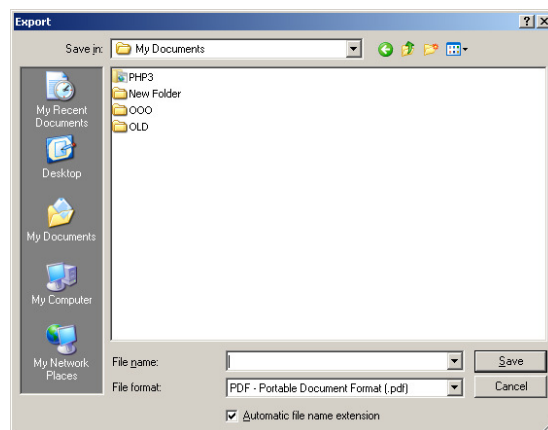 Export
Save in: My Documents
PHP3
New Folder
OOO
OLD
My Recent
Documents
Desktop
My Documents
My Computer
My Network
Places
File name: Save
File format: PDF - Portable Document Format (.pdf) Cancel
Automatic file name extension